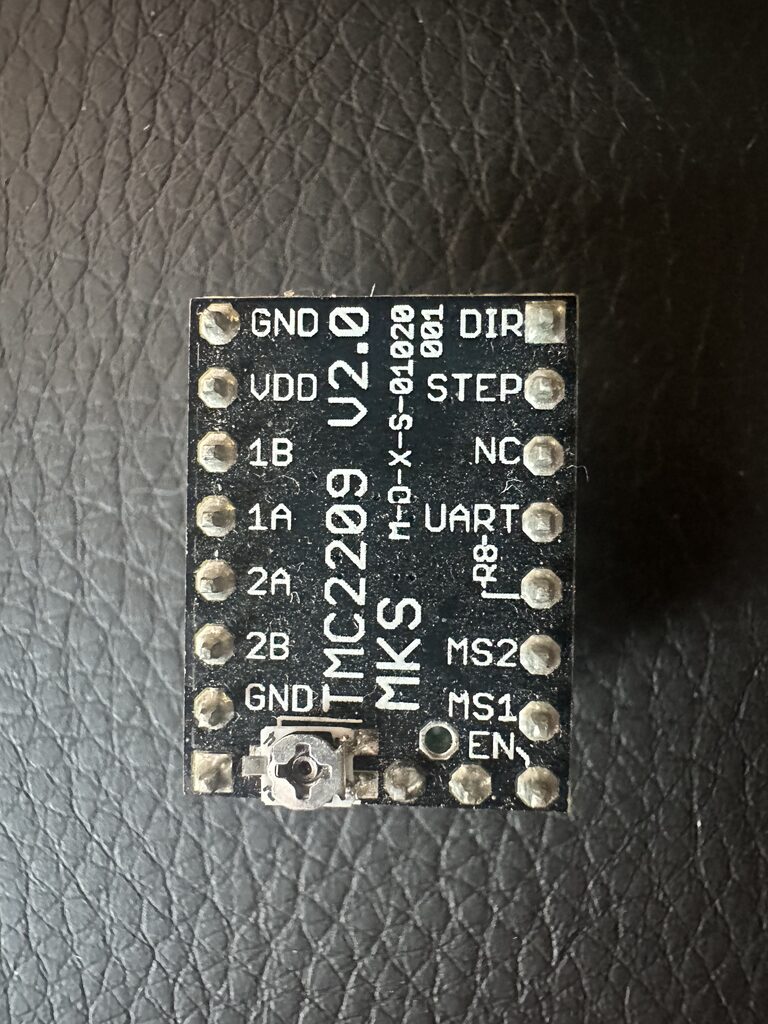 GND
VDD
1B
1A
2A
2B
GND
TMC2209 V2.0
MKS
M-D-X-S-01020
001
DIR
STEP
NC
UART
R8
MS2
MS1
EN